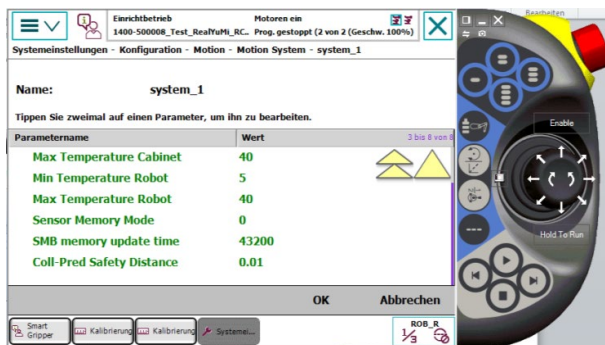 Bearbeiten
Einrichtbetrieb
Motoren ein
1400-500008_Test_RealYuMi_RC..
Prog. gestoppt (2 von 2) (Geschw. 100%)
Systemeinstellungen - Konfiguration - Motion - Motion System - system_1
Name: system_1
Tippen Sie zweimal auf einen Parameter, um ihn zu bearbeiten.
Parametername Wert 3 bis 8 von 8
Max Temperature Cabinet 40
Min Temperature Robot 5
Max Temperature Robot 40
Sensor Memory Mode 0
SMB memory update time 43200
Coll-Pred Safety Distance 0.01
OK Abbrechen
Smart Gripper
Kalibrierung
Kalibrierung
Systemei...
ROB_R
1/3
Enable
Hold To Run